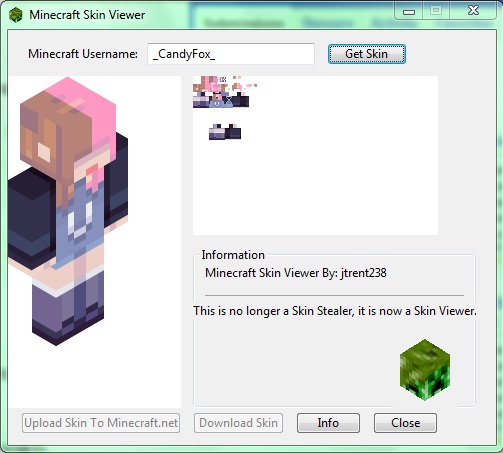 Minecraft Skin Viewer
Minecraft Username: _CandyFox_ Get Skin
Information
Minecraft Skin Viewer By: jtrent238
This is no longer a Skin Stealer, it is now a Skin Viewer.
Upload Skin To Minecraft.net Download Skin Info Close